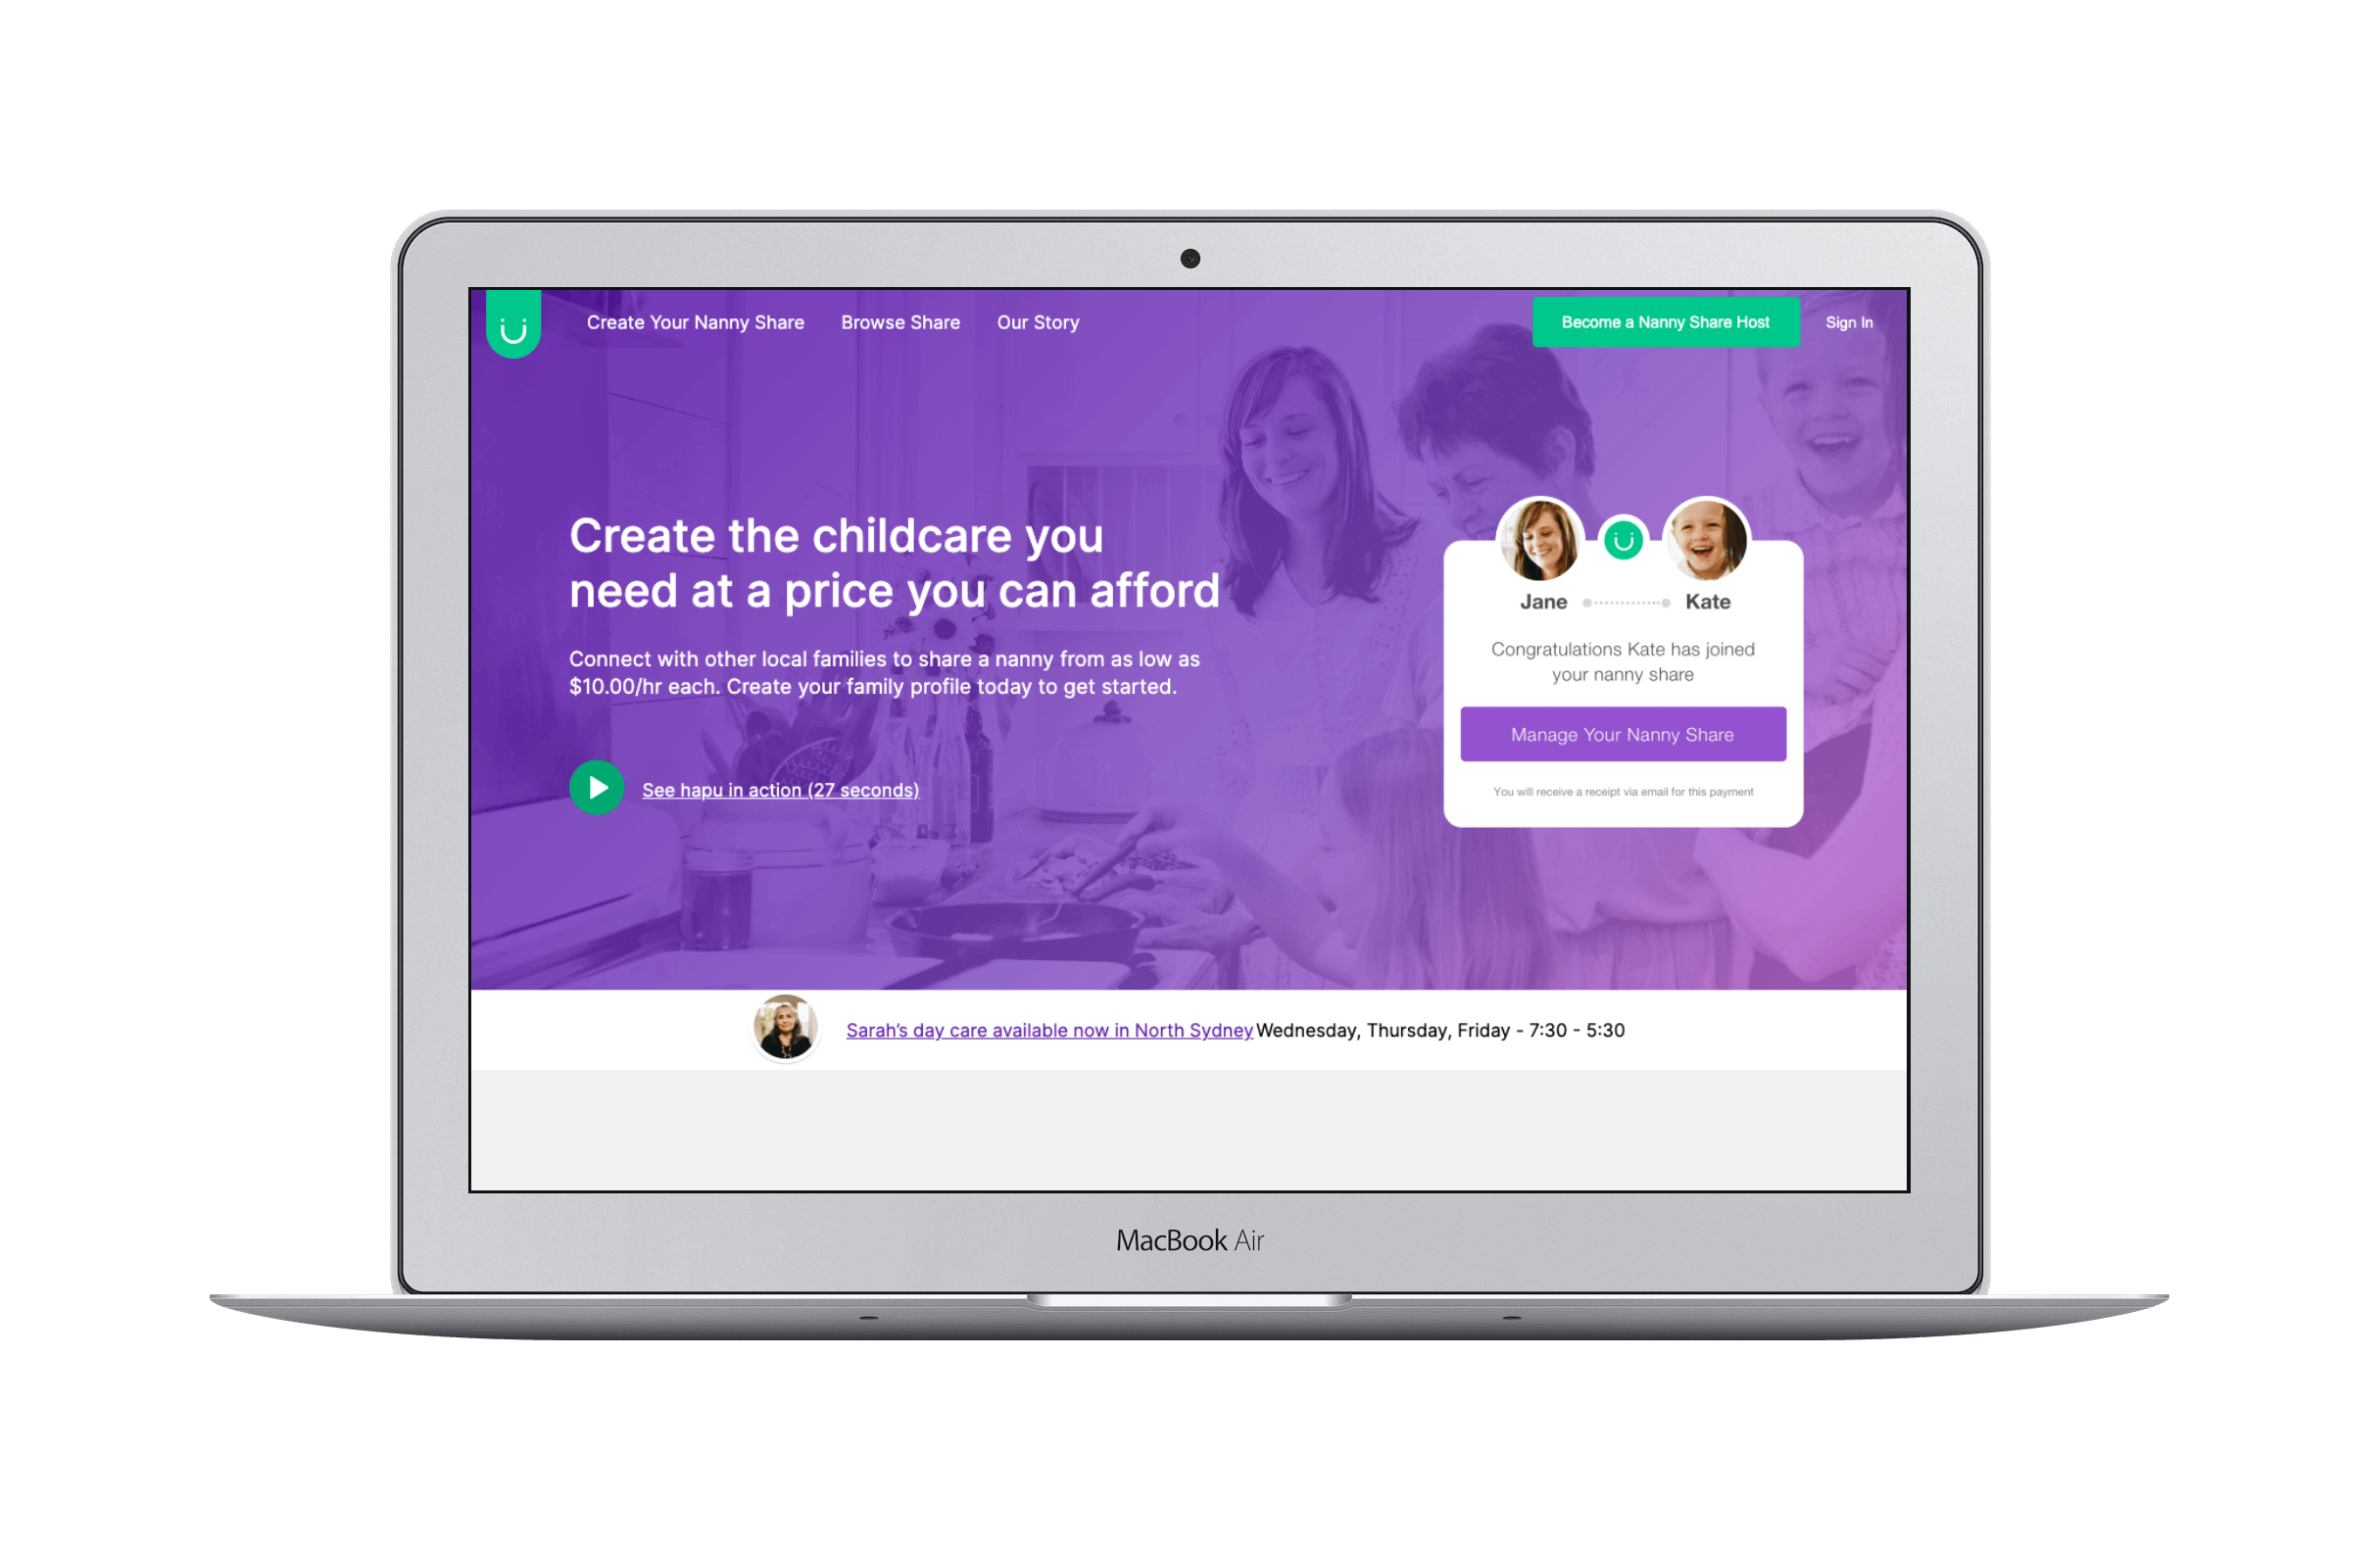 Create Your Nanny Share
Browse Share
Our Story
Become a Nanny Share Host
Sign In
Create the childcare you
need at a price you can afford
Connect with other local families to share a nanny from as low as
$10.00/hr each. Create your family profile today to get started.
See hapu in action (27 seconds)
Jane
Kate
Congratulations Kate has joined
your nanny share
Manage Your Nanny Share
You will receive a receipt via email for this payment
Sarah’s day care available now in North Sydney Wednesday, Thursday, Friday - 7:30 - 5:30
MacBook Air